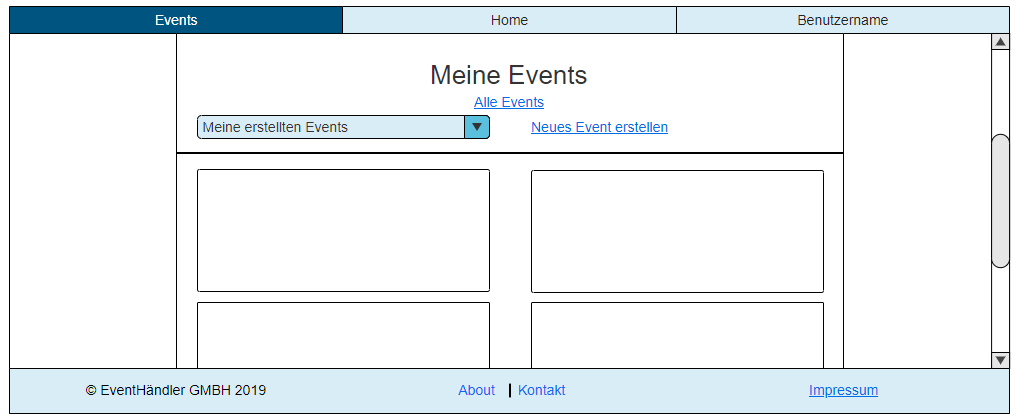 Events Home Benutzername
Meine Events
Alle Events
Meine erstellten Events Neues Event erstellen
© EventHändler GMBH 2019 About | Kontakt Impressum